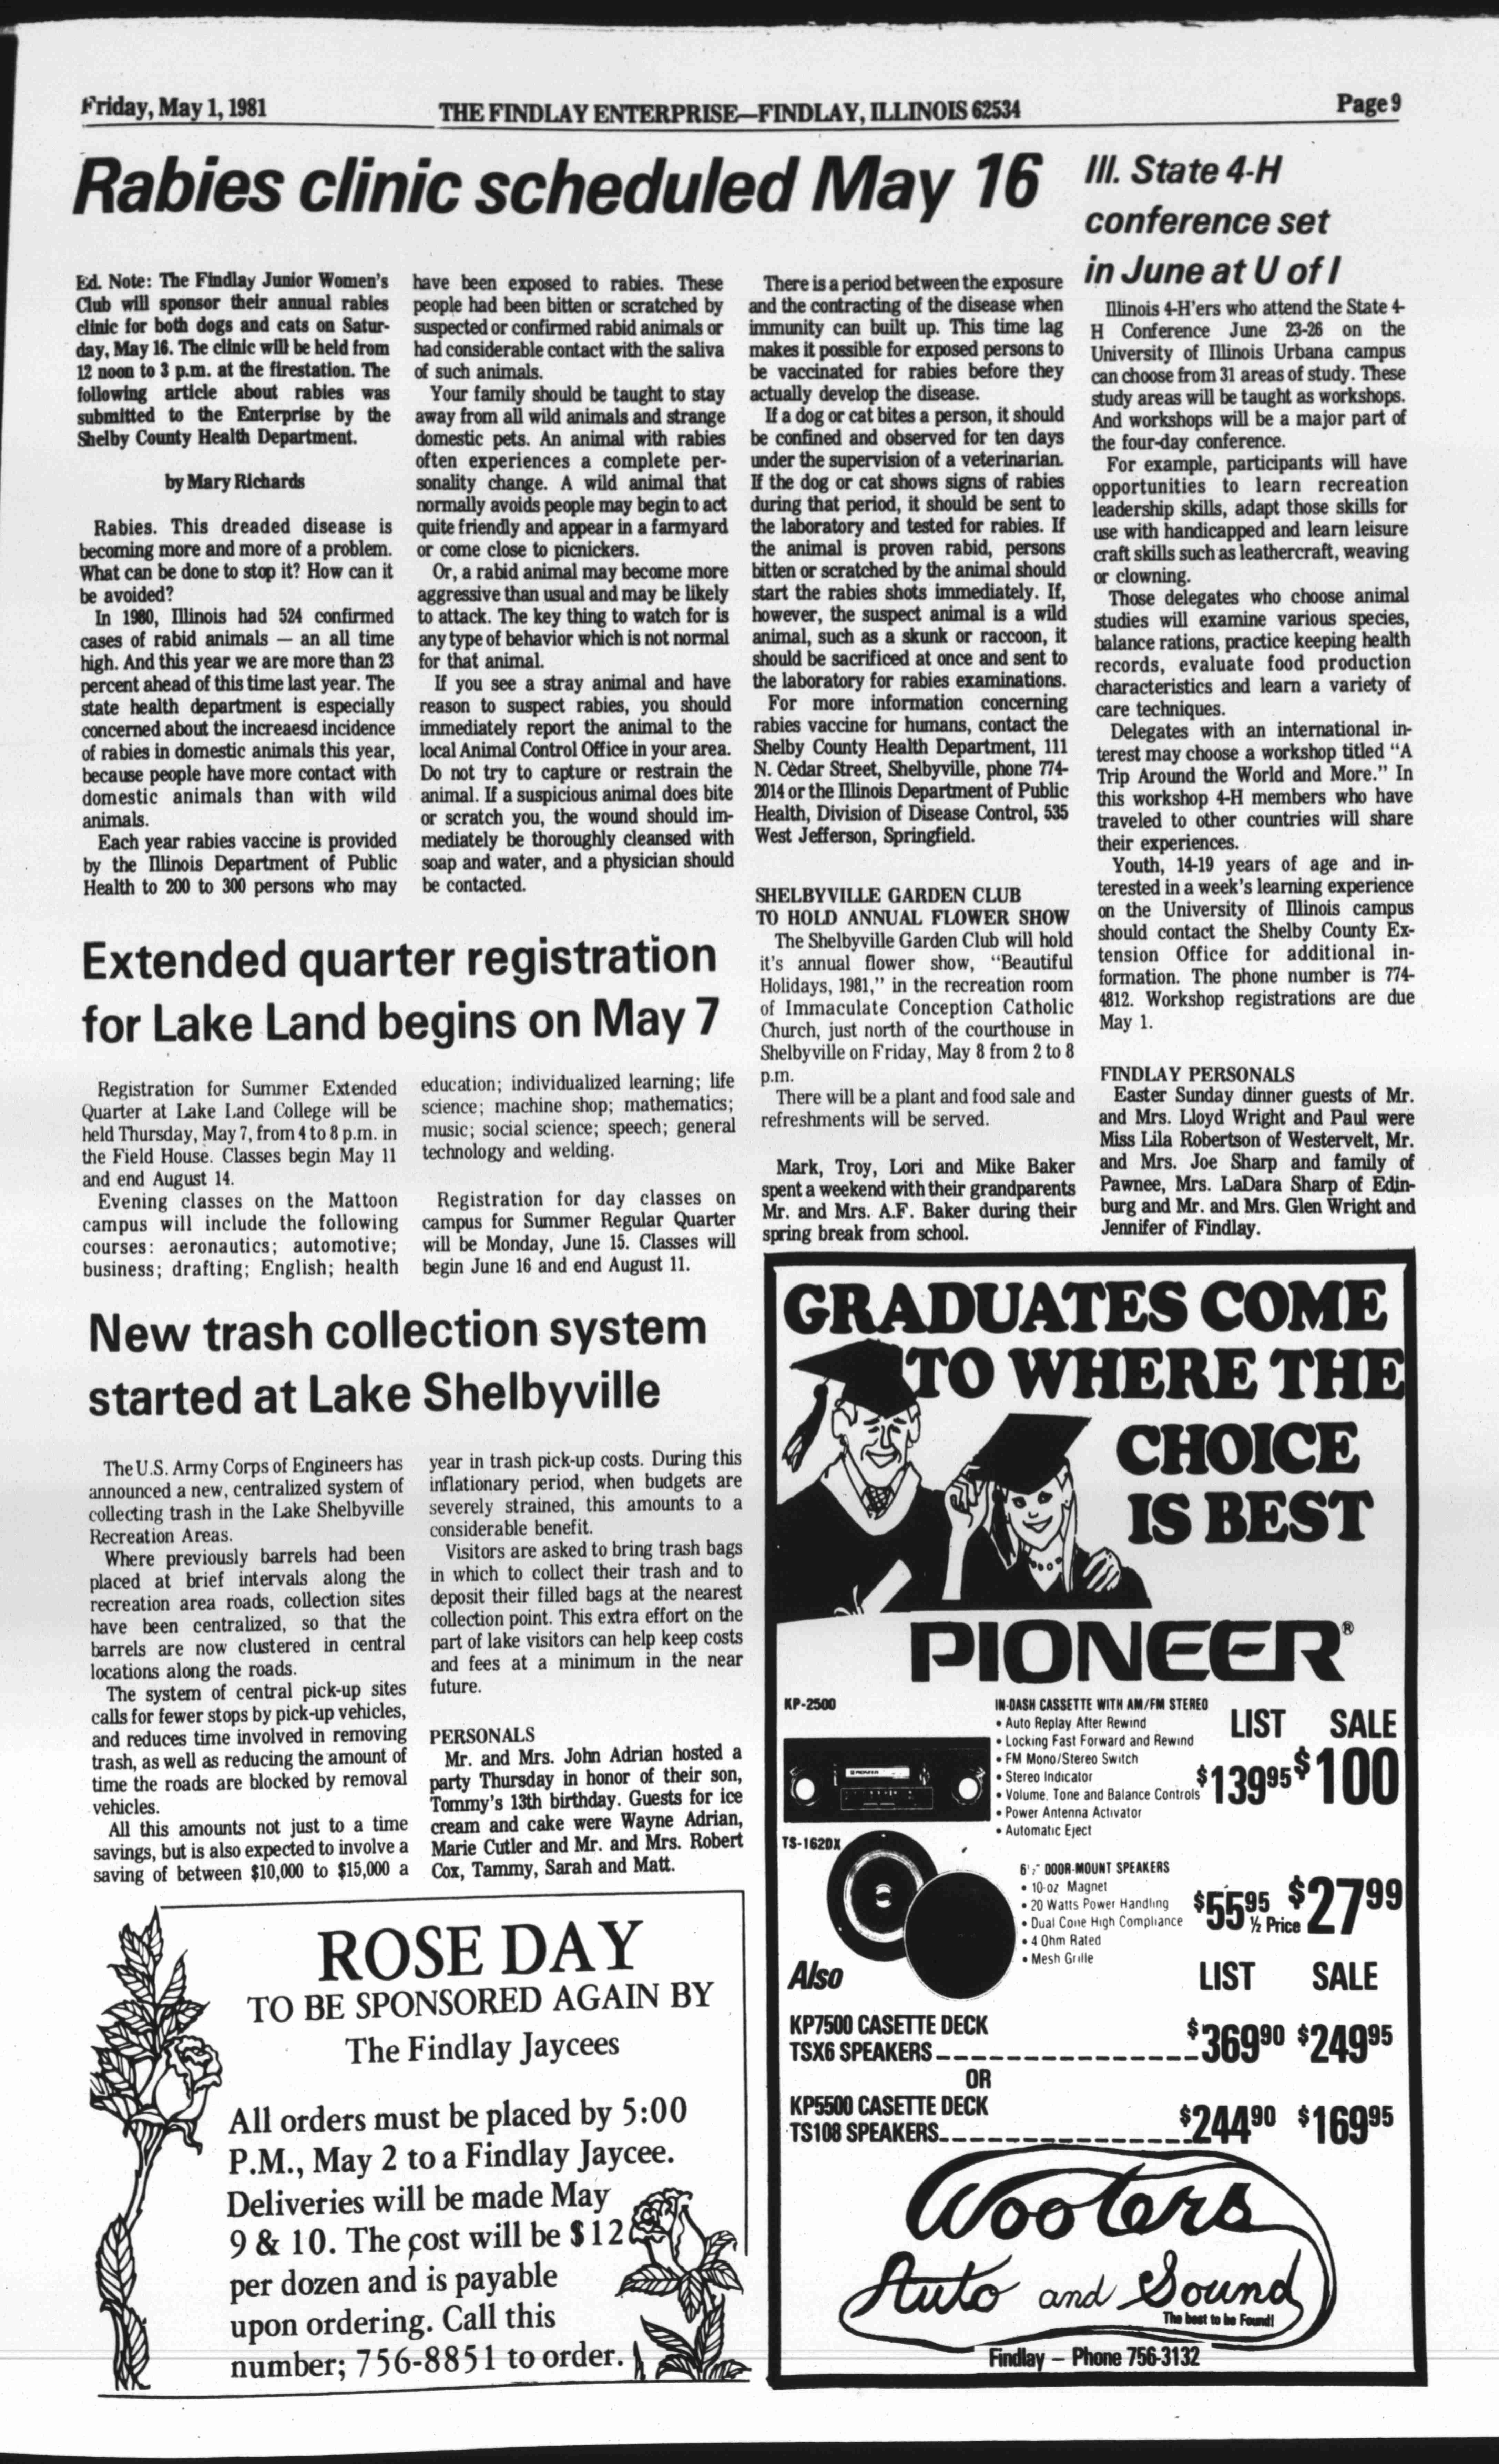 Friday, May 1, 1981
THE FINDLAY ENTERPRISE—FINDLAY, ILLINOIS 62534
Page 9
Rabies clinic scheduled May 16
Ed. Note: The Findlay Junior Women's
Club will sponsor their annual rabies
clinic for both dogs and cats on Satur-
day, May 16. The clinic will be held from
12 noon to 3 p.m. at the firestation. The
following article about rabies was
submitted to the Enterprise by the
Shelby County Health Department.
by Mary Richards
Rabies. This dreaded disease is
becoming more and more of a problem.
What can be done to stop it? How can it
be avoided?
In 1980, Illinois had 524 confirmed
cases of rabid animals — an all time
high. And this year we are more than 23
percent ahead of this time last year. The
state health department is especially
concerned about the increaesd incidence
of rabies in domestic animals this year,
because people have more contact with
domestic animals than with wild
animals.
Each year rabies vaccine is provided
by the Illinois Department of Public
Health to 200 to 300 persons who may
have been exposed to rabies. These
people had been bitten or scratched by
suspected or confirmed rabid animals or
had considerable contact with the saliva
of such animals.
Your family should be taught to stay
away from all wild animals and strange
domestic pets. An animal with rabies
often experiences a complete per-
sonality change. A wild animal that
normally avoids people may begin to act
quite friendly and appear in a farmyard
or come close to picnickers.
Or, a rabid animal may become more
aggressive than usual and may be likely
to attack. The key thing to watch for is
any type of behavior which is not normal
for that animal.
If you see a stray animal and have
reason to suspect rabies, you should
immediately report the animal to the
local Animal Control Office in your area.
Do not try to capture or restrain the
animal. If a suspicious animal does bite
or scratch you, the wound should im-
mediately be thoroughly cleansed with
soap and water, and a physician should
be contacted.
There is a period between the exposure
and the contracting of the disease when
immunity can built up. This time lag
makes it possible for exposed persons to
be vaccinated for rabies before they
actually develop the disease.
If a dog or cat bites a person, it should
be confined and observed for ten days
under the supervision of a veterinarian.
If the dog or cat shows signs of rabies
during that period, it should be sent to
the laboratory and tested for rabies. If
the animal is proven rabid, persons
bitten or scratched by the animal should
start the rabies shots immediately. If,
however, the suspect animal is a wild
animal, such as a skunk or raccoon, it
should be sacrificed at once and sent to
the laboratory for rabies examinations.
For more information concerning
rabies vaccine for humans, contact the
Shelby County Health Department, 111
N. Cedar Street, Shelbyville, phone 774-
2014 or the Illinois Department of Public
Health, Division of Disease Control, 535
West Jefferson, Springfield.
SHELBYVILLE GARDEN CLUB
TO HOLD ANNUAL FLOWER SHOW
The Shelbyville Garden Club will hold
it's annual flower show, "Beautiful
Holidays, 1981," in the recreation room
of Immaculate Conception Catholic
Church, just north of the courthouse in
Shelbyville on Friday, May 8 from 2 to 8
p.m.
There will be a plant and food sale and
refreshments will be served.
Mark, Troy, Lori and Mike Baker
spent a weekend with their grandparents
Mr. and Mrs. A.F. Baker during their
spring break from school.
Ill. State 4-H
conference set
in June at U of I
Illinois 4-H'ers who attend the State 4-
H Conference June 23-26 on the
University of Illinois Urbana campus
can choose from 31 areas of study. These
study areas will be taught as workshops.
And workshops will be a major part of
the four-day conference.
For example, participants will have
opportunities to learn recreation
leadership skills, adapt those skills for
use with handicapped and learn leisure
craft skills such as leathercraft, weaving
or clowning.
Those delegates who choose animal
studies will examine various species,
balance rations, practice keeping health
records, evaluate food production
characteristics and learn a variety of
care techniques.
Delegates with an international in-
terest may choose a workshop titled "A
Trip Around the World and More." In
this workshop 4-H members who have
traveled to other countries will share
their experiences.
Youth, 14-19 years of age and in-
terested in a week's learning experience
on the University of Illinois campus
should contact the Shelby County Ex-
tension Office for additional in-
formation. The phone number is 774-
4812. Workshop registrations are due
May 1.
FINDLAY PERSONALS
Easter Sunday dinner guests of Mr.
and Mrs. Lloyd Wright and Paul were
Miss Lila Robertson of Westervelt, Mr.
and Mrs. Joe Sharp and family of
Pawnee, Mrs. LaDara Sharp of Edin-
burg and Mr. and Mrs. Glen Wright and
Jennifer of Findlay.
Extended quarter registration
for Lake Land begins on May 7
Registration for Summer Extended
Quarter at Lake Land College will be
held Thursday, May 7, from 4 to 8 p.m. in
the Field House. Classes begin May 11
and end August 14.
Evening classes on the Mattoon
campus will include the following
courses: aeronautics; automotive;
business; drafting; English; health
education; individualized learning; life
science; machine shop; mathematics;
music; social science; speech; general
technology and welding.
Registration for day classes on
campus for Summer Regular Quarter
will be Monday, June 15. Classes will
begin June 16 and end August 11.
New trash collection system
started at Lake Shelbyville
The U.S. Army Corps of Engineers has
announced a new, centralized system of
collecting trash in the Lake Shelbyville
Recreation Areas.
Where previously barrels had been
placed at brief intervals along the
recreation area roads, collection sites
have been centralized, so that the
barrels are now clustered in central
locations along the roads.
The system of central pick-up sites
calls for fewer stops by pick-up vehicles,
and reduces time involved in removing
trash, as well as reducing the amount of
time the roads are blocked by removal
vehicles.
All this amounts not just to a time
savings, but is also expected to involve a
saving of between $10,000 to $15,000 a
year in trash pick-up costs. During this
inflationary period, when budgets are
severely strained, this amounts to a
considerable benefit.
Visitors are asked to bring trash bags
in which to collect their trash and to
deposit their filled bags at the nearest
collection point. This extra effort on the
part of lake visitors can help keep costs
and fees at a minimum in the near
future.
PERSONALS
Mr. and Mrs. John Adrian hosted a
party Thursday in honor of their son,
Tommy's 13th birthday. Guests for ice
cream and cake were Wayne Adrian,
Marie Cutler and Mr. and Mrs. Robert
Cox, Tammy, Sarah and Matt.
ROSE DAY
TO BE SPONSORED AGAIN BY
The Findlay Jaycees
All orders must be placed by 5:00
P.M., May 2 to a Findlay Jaycee.
Deliveries will be made May
9 & 10. The cost will be $12
per dozen and is payable
upon ordering. Call this
number; 756-8851 to order.
GRADUATES COME
TO WHERE THE
CHOICE
IS BEST
PIONEER®
KP-2500
IN-DASH CASSETTE WITH AM/FM STEREO
• Auto Replay After Rewind
• Locking Fast Forward and Rewind
• FM Mono/Stereo Switch
• Stereo Indicator
• Volume, Tone and Balance Controls
• Power Antenna Activator
• Automatic Eject
LIST SALE
$13995 $100
TS-1620X
6½" DOOR-MOUNT SPEAKERS
• 10-oz Magnet
• 20 Watts Power Handling
• Dual Cone High Compliance
• 4 Ohm Rated
• Mesh Grille
$5595 ½ Price $2799
Also
LIST SALE
KP7500 CASETTE DECK
TSX6 SPEAKERS $36990 $24995
OR
KP5500 CASETTE DECK
TS108 SPEAKERS $24490 $16995
Wooters
Auto and Sound
The best to be Found!
Findlay — Phone 756-3132